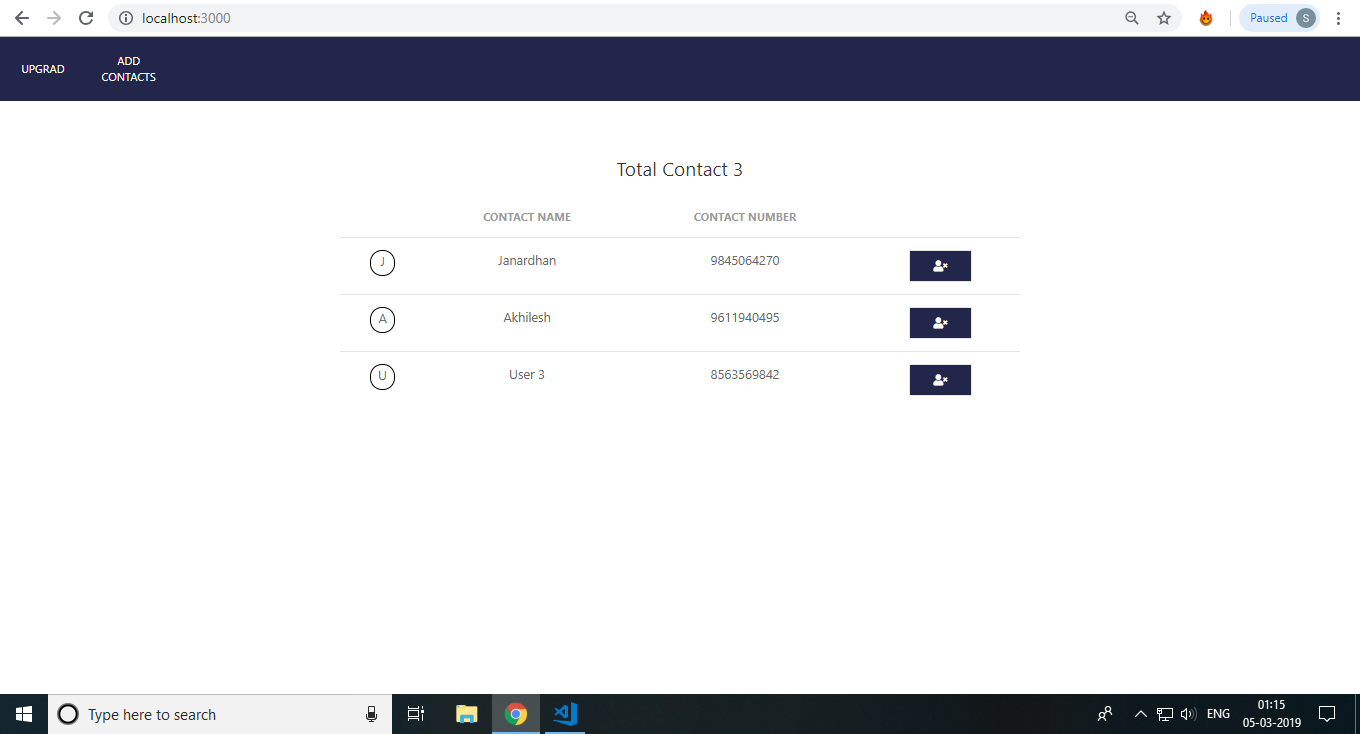 localhost:3000
Paused S
UPGRAD
ADD
CONTACTS
Total Contact 3
CONTACT NAME CONTACT NUMBER
J Janardhan 9845064270
A Akhilesh 9611940495
U User 3 8563569842
Type here to search
ENG
01:15
05-03-2019